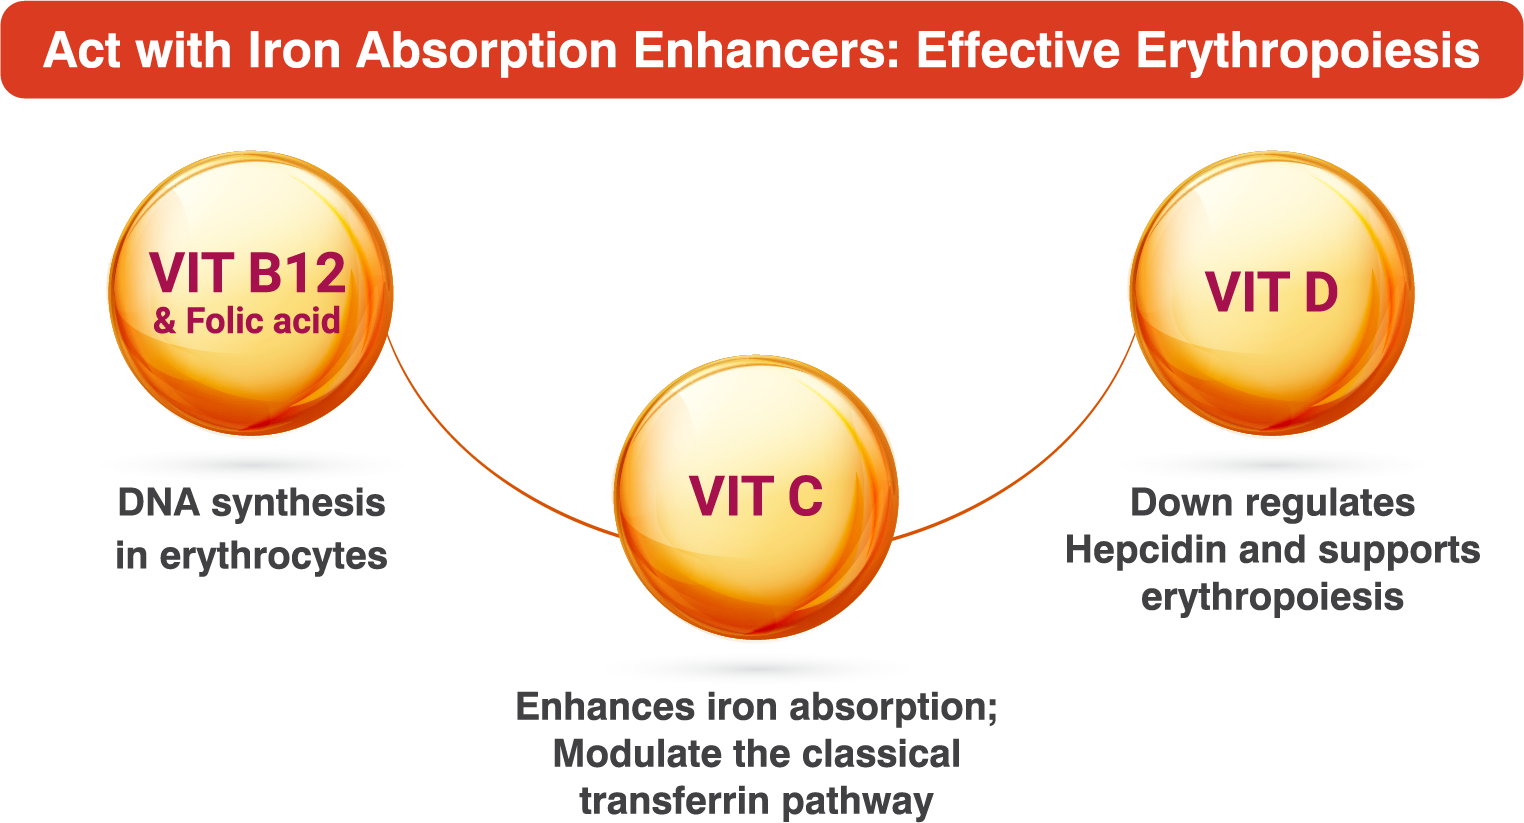 Act with Iron Absorption Enhancers: Effective Erythropoiesis
VIT B12
& Folic acid
DNA synthesis
in erythrocytes
VIT C
Enhances iron absorption;
Modulate the classical
transferrin pathway
VIT D
Down regulates
Hepcidin and supports
erythropoiesis